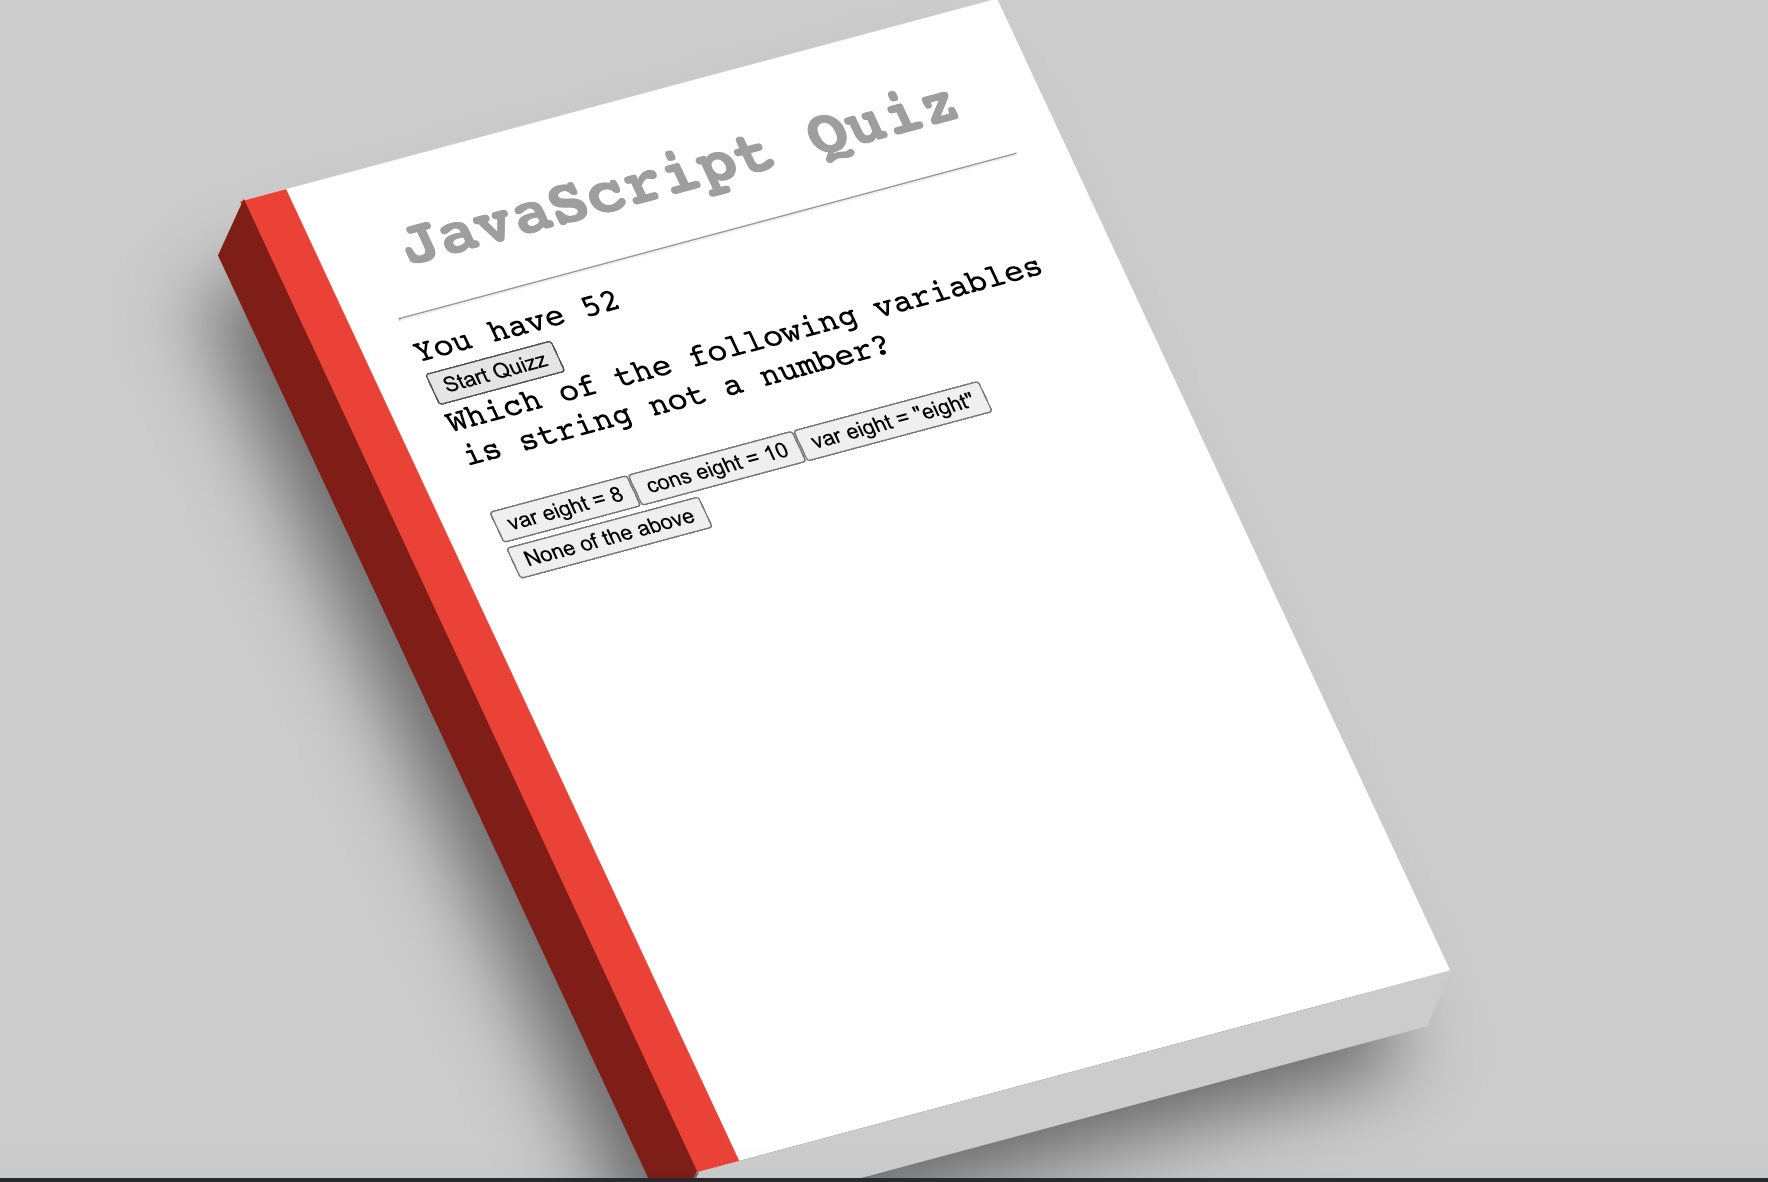 JavaScript Quiz
You have 52
Start Quizz
Which of the following variables
is string not a number?
var eight = 8 cons eight = 10 var eight = "eight"
None of the above